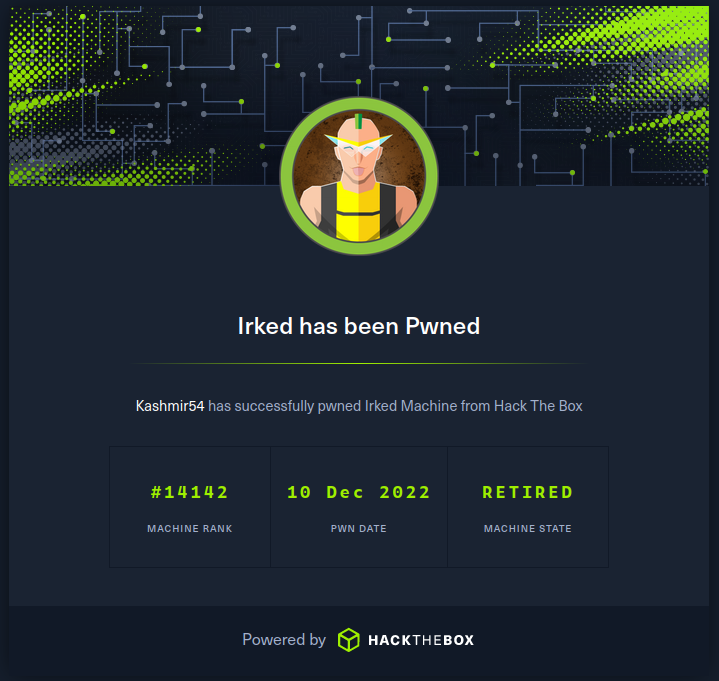 Irked has been Pwned
Kashmir54 has successfully pwned Irked Machine from Hack The Box
#14142 10 Dec 2022 RETIRED
MACHINE RANK PWN DATE MACHINE STATE
Powered by HACKTHEBOX